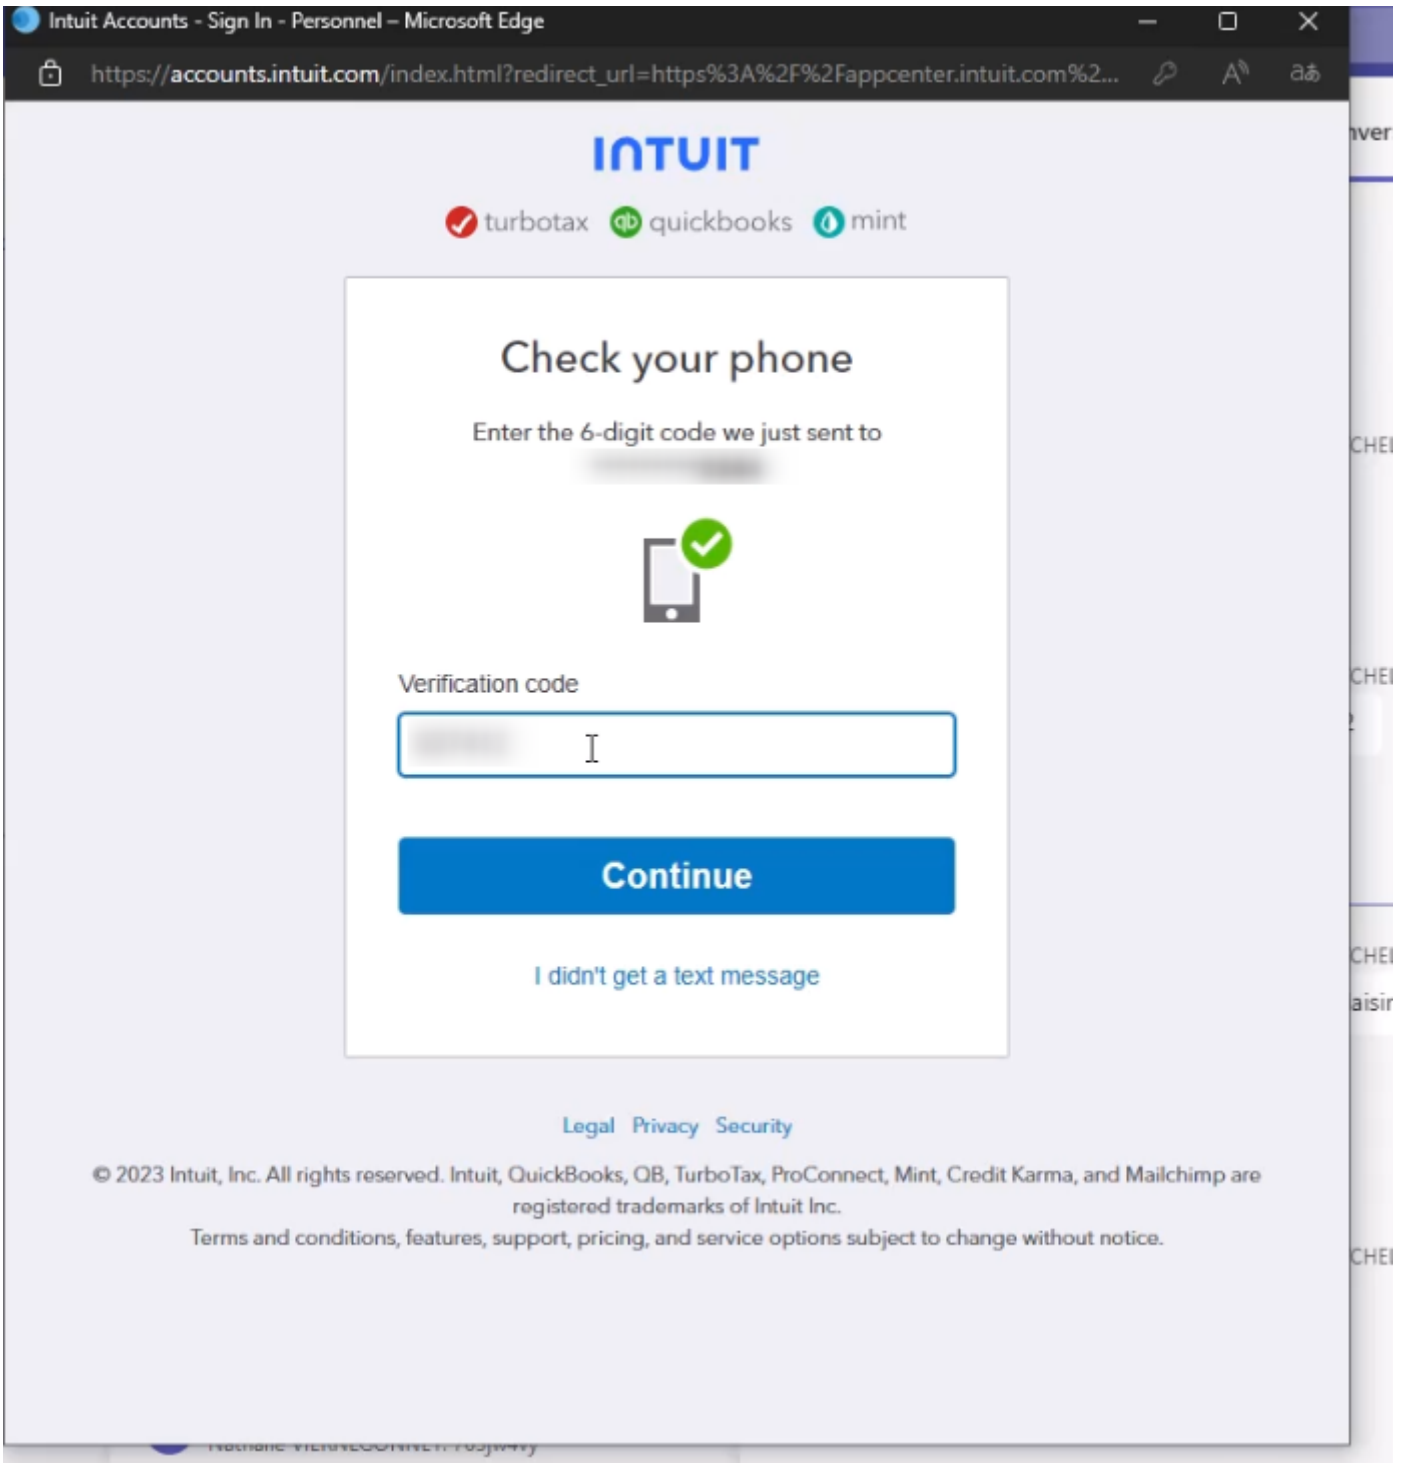 Intuit Accounts - Sign In - Personnel – Microsoft Edge
https://accounts.intuit.com/index.html?redirect_url=https%3A%2F%2Fappcenter.intuit.com%2...
INTUIT
turbotax quickbooks mint
Check your phone
Enter the 6-digit code we just sent to
Verification code
Continue
I didn't get a text message
Legal Privacy Security
© 2023 Intuit, Inc. All rights reserved. Intuit, QuickBooks, QB, TurboTax, ProConnect, Mint, Credit Karma, and Mailchimp are
registered trademarks of Intuit Inc.
Terms and conditions, features, support, pricing, and service options subject to change without notice.